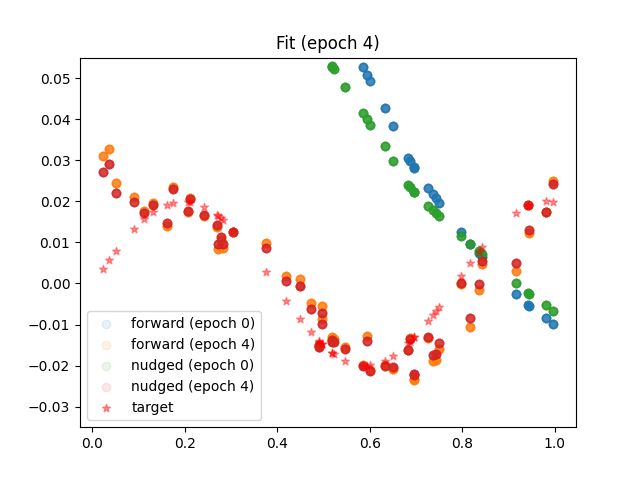 Fit (epoch 4)
0.05
0.04
0.03
0.02
0.01
0.00
−0.01
−0.02
−0.03
forward (epoch 0)
forward (epoch 4)
nudged (epoch 0)
nudged (epoch 4)
target
0.0 0.2 0.4 0.6 0.8 1.0